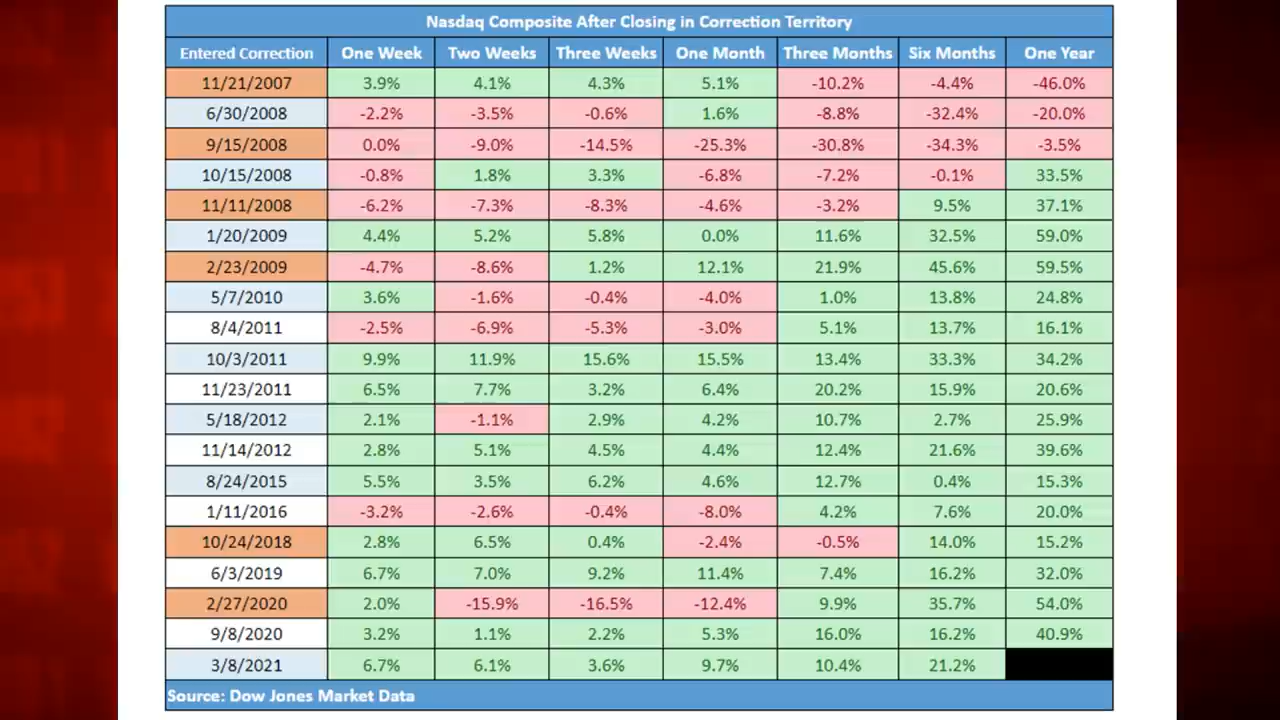 Nasdaq Composite After Closing in Correction Territory
Entered Correction One Week Two Weeks Three Weeks One Month Three Months Six Months One Year
11/21/2007 3.9% 4.1% 4.3% 5.1% -10.2% -4.4% -46.0%
6/30/2008 -2.2% -3.5% -0.6% 1.6% -8.8% -32.4% -20.0%
9/15/2008 0.0% -9.0% -14.5% -25.3% -30.8% -34.3% -3.5%
10/15/2008 -0.8% 1.8% 3.3% -6.8% -7.2% -0.1% 33.5%
11/11/2008 -6.2% -7.3% -8.3% -4.6% -3.2% 9.5% 37.1%
1/20/2009 4.4% 5.2% 5.8% 0.0% 11.6% 32.5% 59.0%
2/23/2009 -4.7% -8.6% 1.2% 12.1% 21.9% 45.6% 59.5%
5/7/2010 3.6% -1.6% -0.4% -4.0% 1.0% 13.8% 24.8%
8/4/2011 -2.5% -6.9% -5.3% -3.0% 5.1% 13.7% 16.1%
10/3/2011 9.9% 11.9% 15.6% 15.5% 13.4% 33.3% 34.2%
11/23/2011 6.5% 7.7% 3.2% 6.4% 20.2% 15.9% 20.6%
5/18/2012 2.1% -1.1% 2.9% 4.2% 10.7% 2.7% 25.9%
11/14/2012 2.8% 5.1% 4.5% 4.4% 12.4% 21.6% 39.6%
8/24/2015 5.5% 3.5% 6.2% 4.6% 12.7% 0.4% 15.3%
1/11/2016 -3.2% -2.6% -0.4% -8.0% 4.2% 7.6% 20.0%
10/24/2018 2.8% 6.5% 0.4% -2.4% -0.5% 14.0% 15.2%
6/3/2019 6.7% 7.0% 9.2% 11.4% 7.4% 16.2% 32.0%
2/27/2020 2.0% -15.9% -16.5% -12.4% 9.9% 35.7% 54.0%
9/8/2020 3.2% 1.1% 2.2% 5.3% 16.0% 16.2% 40.9%
3/8/2021 6.7% 6.1% 3.6% 9.7% 10.4% 21.2%
Source: Dow Jones Market Data